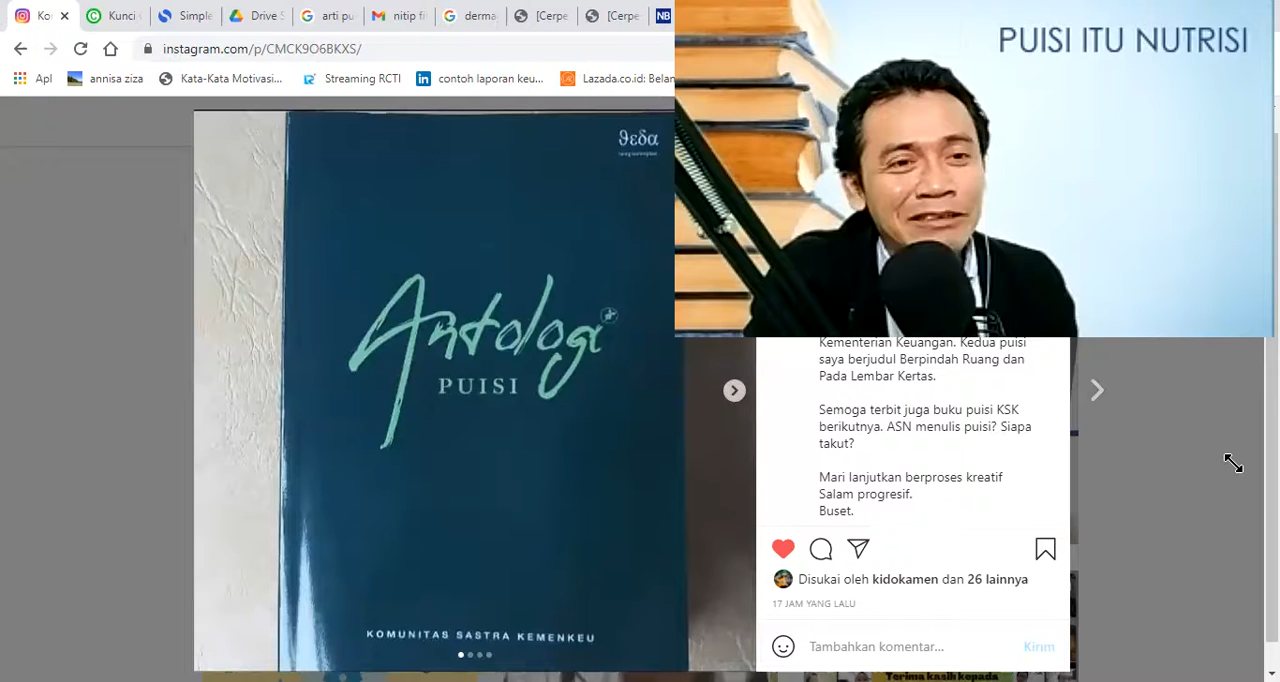 Ko
Kunci
Simple
Drive S
arti pu
nitip fi
derma
[Cerpe
[Cerpe
NB
instagram.com/p/CMCK9O6BKXS/
Apl
annisa ziza
Kata-Kata Motivasi...
Streaming RCTI
contoh laporan keu...
Lazada.co.id: Belan
PUISI ITU NUTRISI
ϑεδα
Antologi
PUISI
KOMUNITAS SASTRA KEMENKEU
Kementerian Keuangan. Kedua puisi
saya berjudul Berpindah Ruang dan
Pada Lembar Kertas.
Semoga terbit juga buku puisi KSK
berikutnya. ASN menulis puisi? Siapa
takut?
Mari lanjutkan berproses kreatif
Salam progresif.
Buset.
Disukai oleh kidokamen dan 26 lainnya
17 JAM YANG LALU
Tambahkan komentar...
Kirim
Terima kasih kepada